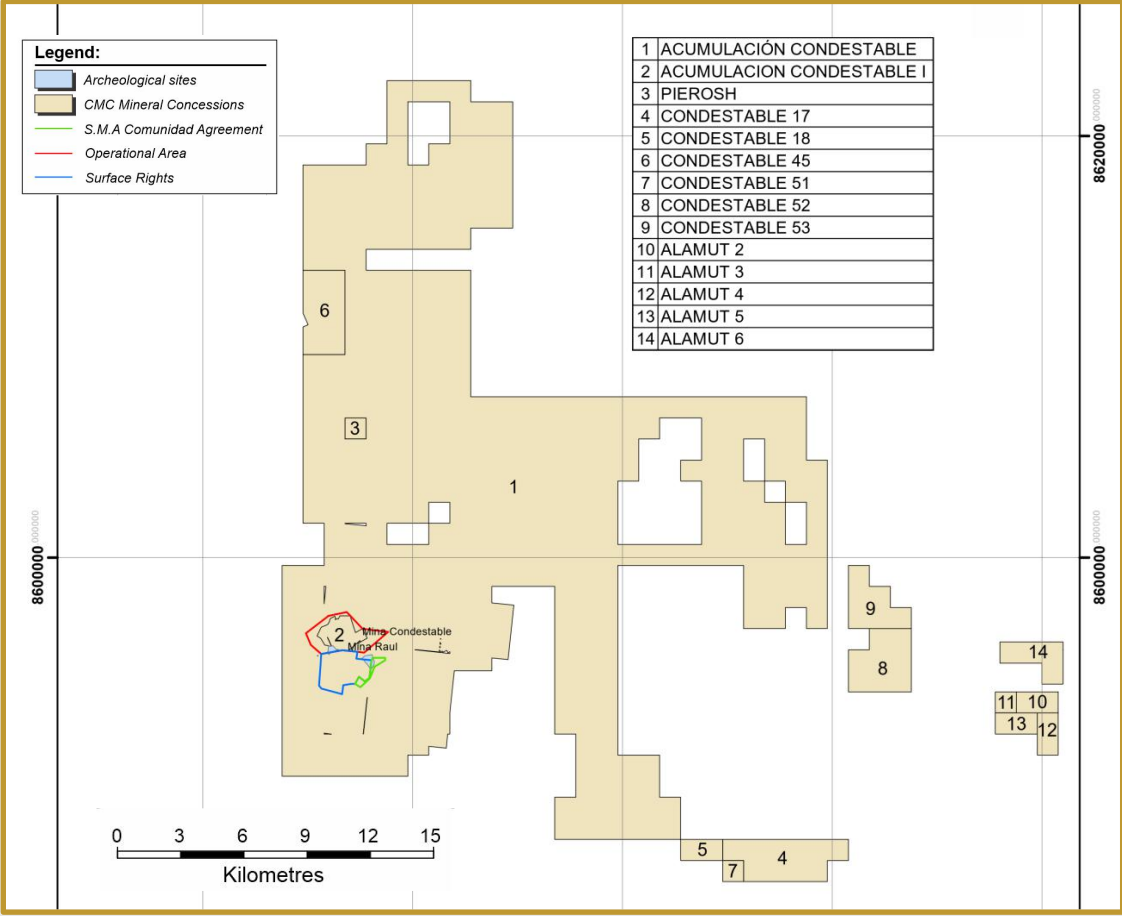 Legend:
Archeological sites
CMC Mineral Concessions
S.M.A Comunidad Agreement
Operational Area
Surface Rights
1 ACUMULACIÓN CONDESTABLE
2 ACUMULACION CONDESTABLE I
3 PIEROSH
4 CONDESTABLE 17
5 CONDESTABLE 18
6 CONDESTABLE 45
7 CONDESTABLE 51
8 CONDESTABLE 52
9 CONDESTABLE 53
10 ALAMUT 2
11 ALAMUT 3
12 ALAMUT 4
13 ALAMUT 5
14 ALAMUT 6
8620000.000000
6
3
1
8600000.000000
8600000.000000
9
2
Mina Condestable
Mina Raul
14
8
11 10
13 12
0 3 6 9 12 15
Kilometres
5
4
7